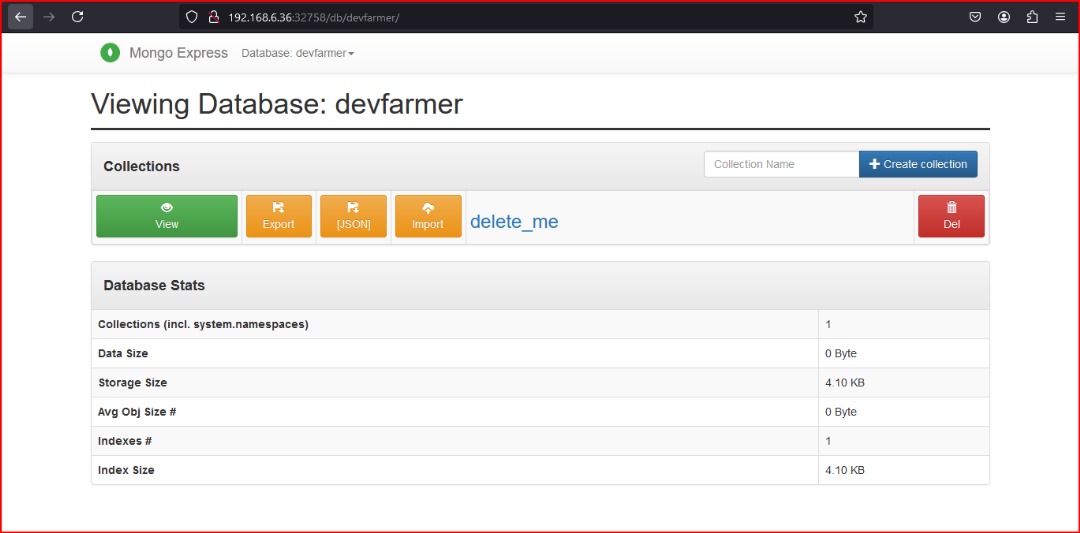 192.168.6.36:32758/db/devfarmer/
Mongo Express Database: devfarmer
Viewing Database: devfarmer
Collections
Collection Name
Create collection
View
Export
[JSON]
Import
delete_me
Del
Database Stats
Collections (incl. system.namespaces) 1
Data Size 0 Byte
Storage Size 4.10 KB
Avg Obj Size # 0 Byte
Indexes # 1
Index Size 4.10 KB